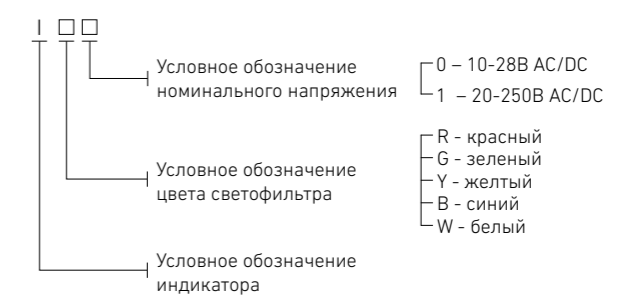 I □ □
Условное обозначение
номинального напряжения
0 – 10-28В AC/DC
1 – 20-250В AC/DC
Условное обозначение
цвета светофильтра
R - красный
G - зеленый
Y - желтый
B - синий
W - белый
Условное обозначение
индикатора